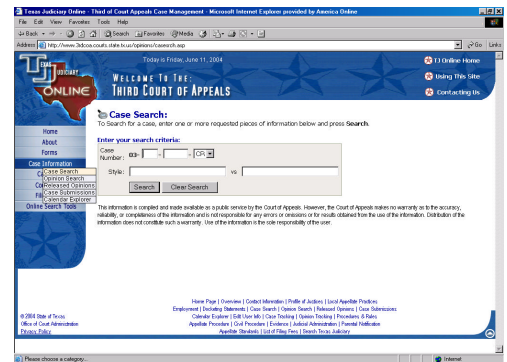 Texas Judiciary Online - Third of Court Appeals Case Management - Microsoft Internet Explorer provided by America Online
File Edit View Favorites Tools Help
Back Search Favorites Media
Address http://www.3rdcoa.courts.state.tx.us/opinions/casesrch.asp Go Links
Today is Friday, June 11, 2004
TEXAS JUDICIARY ONLINE
WELCOME TO THE:
THIRD COURT OF APPEALS
TJ Online Home
Using This Site
Contacting Us
Home
About
Forms
Case Information
Case Search
Opinion Search
Released Opinions
Case Submissions
Calendar Explorer
Online Search Tools
Case Search:
To Search for a case, enter one or more requested pieces of information below and press Search.
Enter your search criteria:
Case Number: - - CR
Style: vs
Search Clear Search
This information is compiled and made available as a public service by the Court of Appeals. However, the Court of Appeals makes no warranty as to the accuracy,
reliability, or completeness of the information and is not responsible for any errors or omissions or for results obtained from the use of the information. Distribution of the
information does not constitute such a warranty. Use of the information is the sole responsibility of the user.
Home Page | Overview | Contact Information | Profile of Justices | Local Appellate Practices
Employment | Docketing Statements | Case Search | Opinion Search | Released Opinions | Case Submissions
Calendar Explorer | Edit User Info | Case Tracking | Opinion Tracking | Procedures & Rules
Appellate Procedure | Civil Procedure | Evidence | Judicial Administration | Parental Notification
Appellate Standards | List of Filing Fees | Search Texas Judiciary
© 2004 State of Texas
Office of Court Administration
Privacy Policy
Please choose a category...
Internet